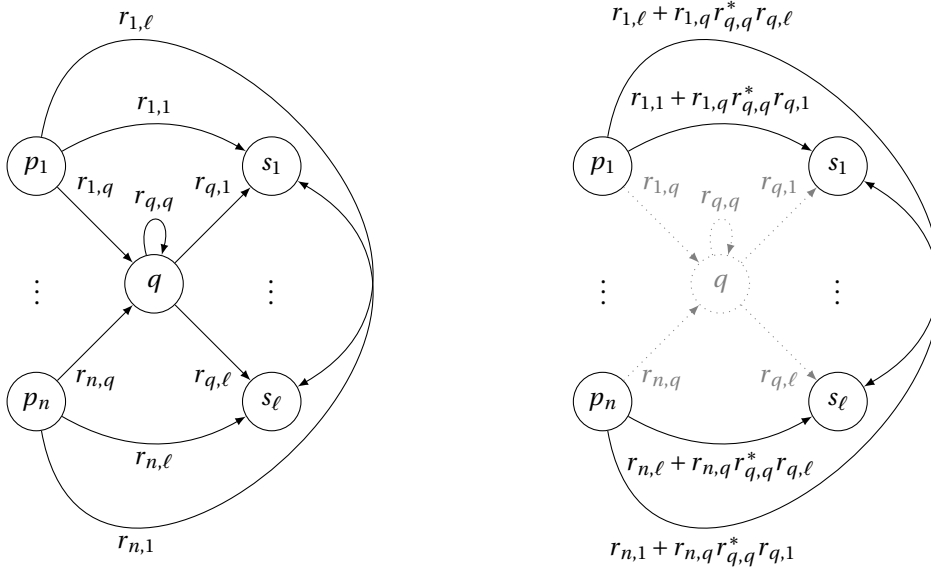 r_{1,ℓ}
r_{1,1}
p_1
s_1
r_{1,q}
r_{q,1}
r_{q,q}
q
⋮
⋮
r_{n,q}
r_{q,ℓ}
p_n
s_ℓ
r_{n,ℓ}
r_{n,1}
r_{1,ℓ} + r_{1,q} r^*_{q,q} r_{q,ℓ}
r_{1,1} + r_{1,q} r^*_{q,q} r_{q,1}
p_1
s_1
r_{1,q}
r_{q,1}
r_{q,q}
q
⋮
⋮
r_{n,q}
r_{q,ℓ}
p_n
s_ℓ
r_{n,ℓ} + r_{n,q} r^*_{q,q} r_{q,ℓ}
r_{n,1} + r_{n,q} r^*_{q,q} r_{q,1}